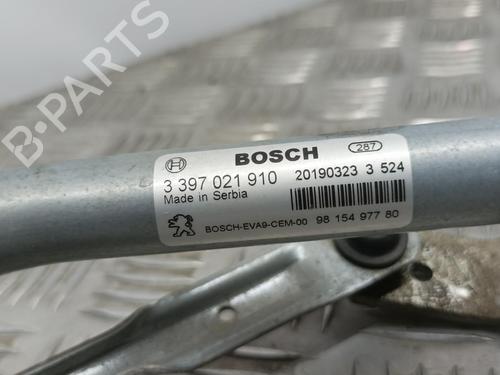 B-PARTS
BOSCH
287
3 397 021 910
20190323 3 524
Made in Serbia
BOSCH-EVA9-CEM-00
98 154 977 80